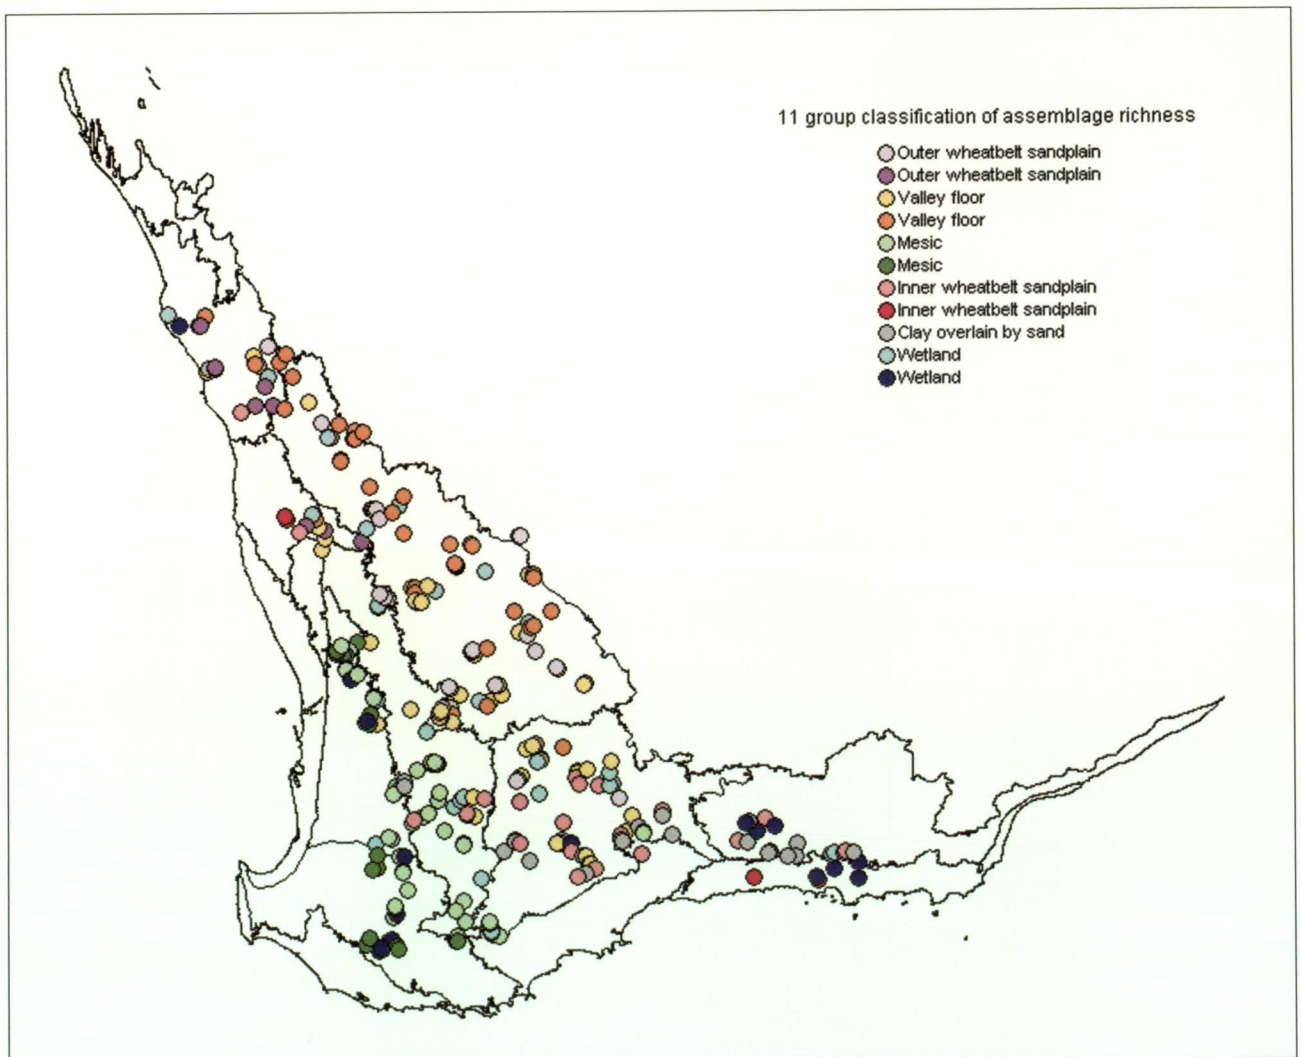 11 group classification of assemblage richness
Outer wheatbelt sandplain
Outer wheatbelt sandplain
Valley floor
Valley floor
Mesic
Mesic
Inner wheatbelt sandplain
Inner wheatbelt sandplain
Clay overlain by sand
Wetland
Wetland